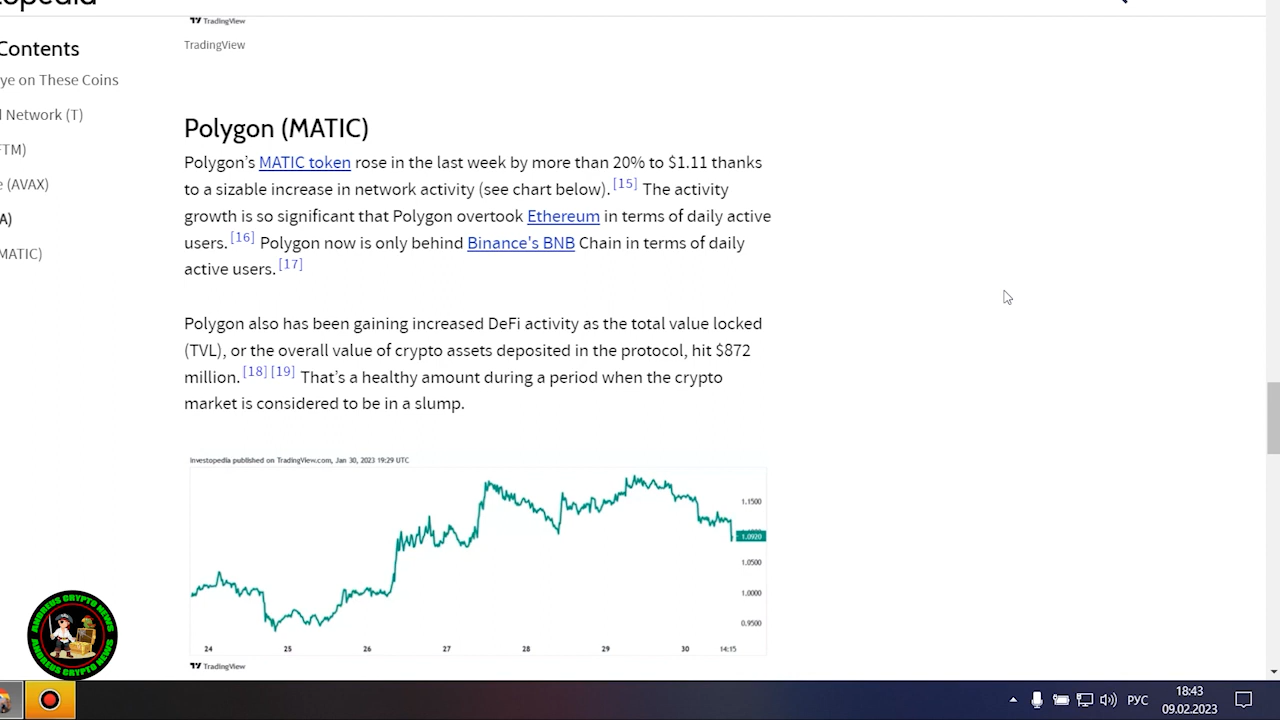 TradingView
TradingView
Contents
ye on These Coins
Network (T)
FTM)
(AVAX)
A)
MATIC)
Polygon (MATIC)
Polygon’s MATIC token rose in the last week by more than 20% to $1.11 thanks
to a sizable increase in network activity (see chart below). [15] The activity
growth is so significant that Polygon overtook Ethereum in terms of daily active
users. [16] Polygon now is only behind Binance's BNB Chain in terms of daily
active users. [17]
Polygon also has been gaining increased DeFi activity as the total value locked
(TVL), or the overall value of crypto assets deposited in the protocol, hit $872
million. [18] [19] That’s a healthy amount during a period when the crypto
market is considered to be in a slump.
Investopedia published on TradingView.com, Jan 30, 2023 19:29 UTC
1.1500
1.0920
1.0500
1.0000
0.9500
24 25 26 27 28 29 30 14:15
TradingView
ANDREUS CRYPTO NEWS
ANDREUS CRYPTO NEWS
РУС
18:43
09.02.2023